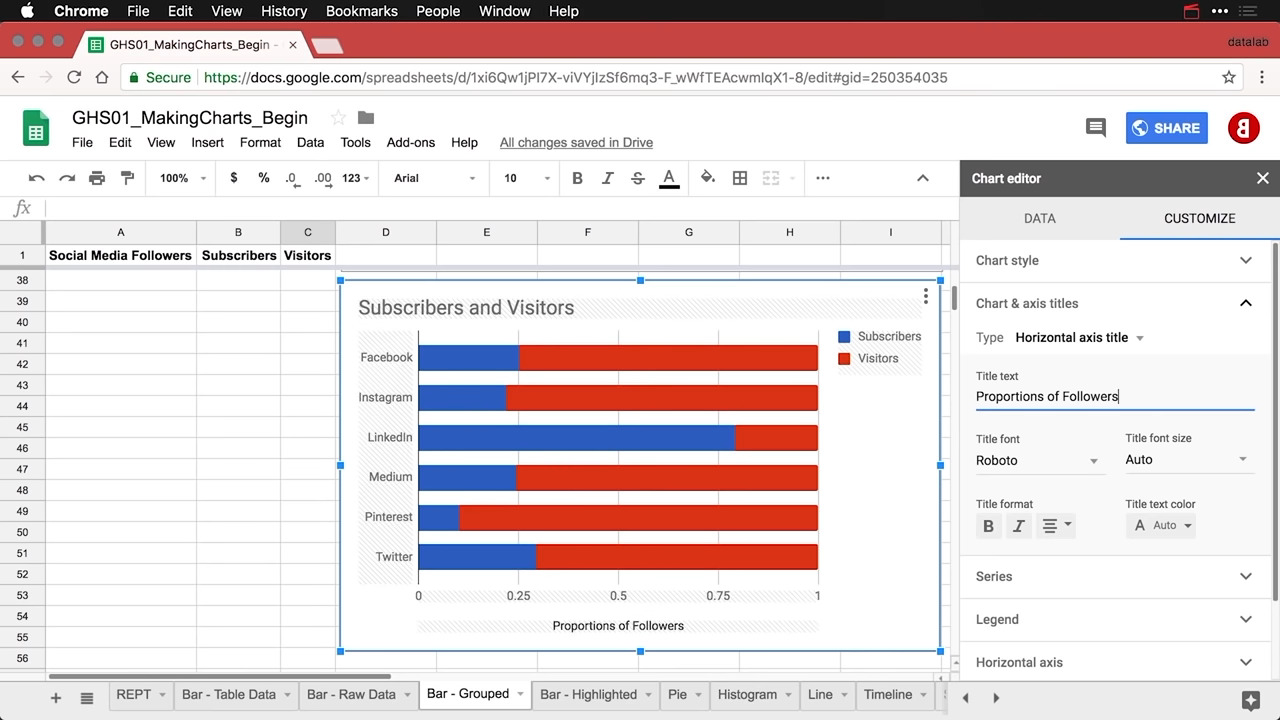 Chrome File Edit View History Bookmarks People Window Help
GHS01_MakingCharts_Begin -
datalab
Secure https://docs.google.com/spreadsheets/d/1xi6Qw1jPl7X-viVYjIzSf6mq3-F_wWfTEAcwmIqX1-8/edit#gid=250354035
GHS01_MakingCharts_Begin
File Edit View Insert Format Data Tools Add-ons Help All changes saved in Drive
SHARE
100% $ % .0 .00 123 Arial 10 B I S A
Chart editor
fx
DATA CUSTOMIZE
A B C D E F G H I
1 Social Media Followers Subscribers Visitors
38
39
40
41
42
43
44
45
46
47
48
49
50
51
52
53
54
55
56
Subscribers and Visitors
Subscribers
Visitors
Facebook
Instagram
LinkedIn
Medium
Pinterest
Twitter
0 0.25 0.5 0.75 1
Proportions of Followers
Chart style
Chart & axis titles
Type Horizontal axis title
Title text
Proportions of Followers
Title font Title font size
Roboto Auto
Title format Title text color
B I A Auto
Series
Legend
Horizontal axis
REPT Bar - Table Data Bar - Raw Data Bar - Grouped Bar - Highlighted Pie Histogram Line Timeline